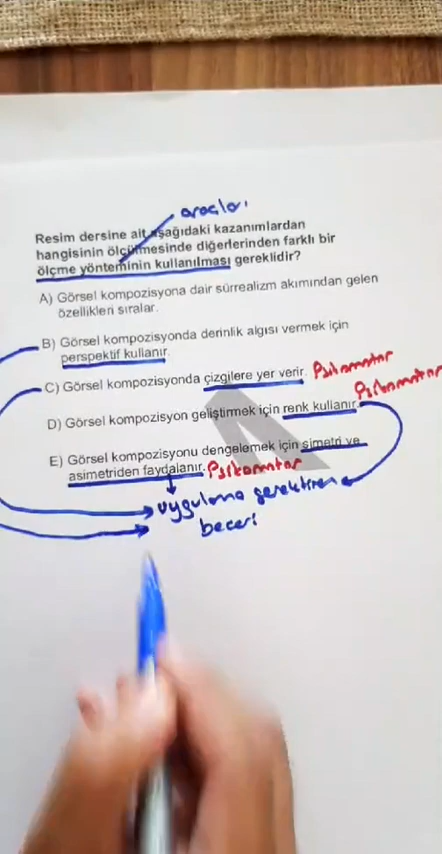 araçları
Resim dersine ait aşağıdaki kazanımlardan
hangisinin ölçülmesinde diğerlerinden farklı bir
ölçme yönteminin kullanılması gereklidir?
A) Görsel kompozisyona dair sürrealizm akımından gelen
özellikleri sıralar.
B) Görsel kompozisyonda derinlik algısı vermek için
perspektif kullanır.
C) Görsel kompozisyonda çizgilere yer verir. Psikomotor
Psikomotor
D) Görsel kompozisyon geliştirmek için renk kullanır.
E) Görsel kompozisyonu dengelemek için simetri ve
asimetriden faydalanır. Psikomotor
uygulama gerektiren
beceri